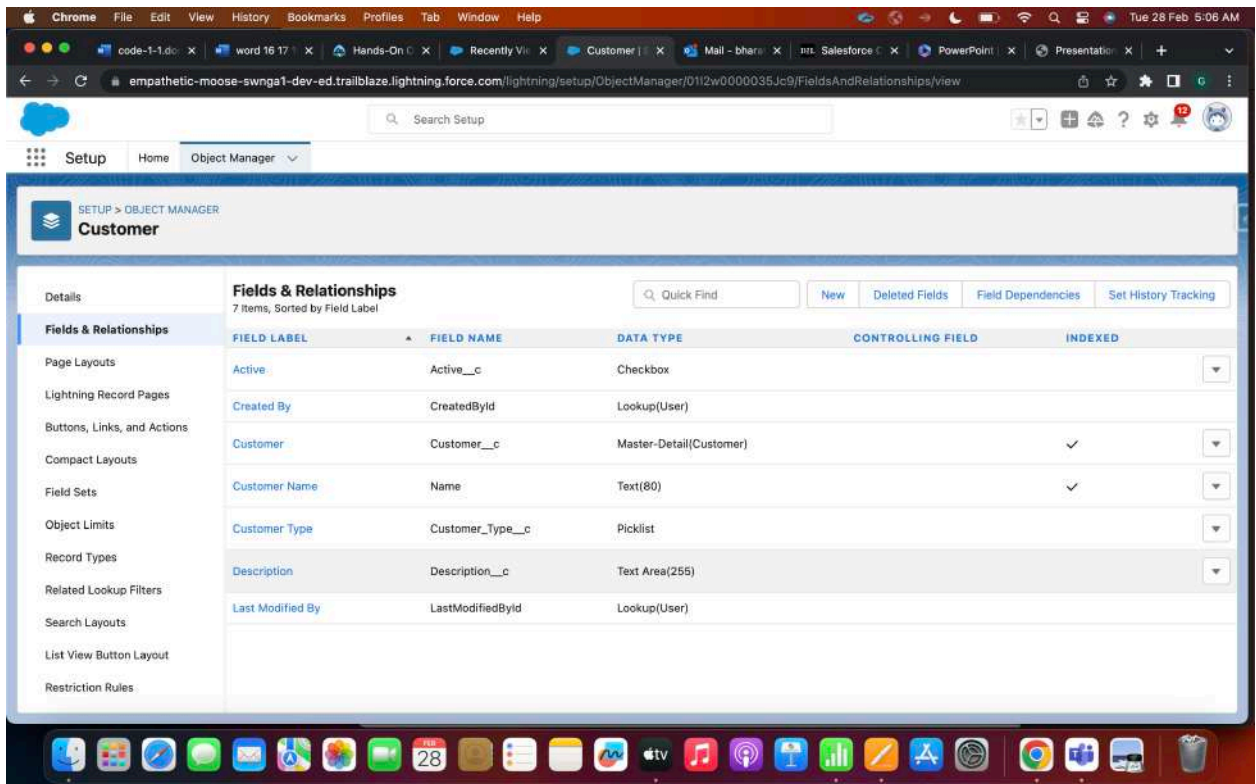 Chrome File Edit View History Bookmarks Profiles Tab Window Help Tue 28 Feb 5:06 AM
code-1-1.do word 16 17 Hands-On C Recently Vie Customer | Mail - bhara Salesforce C PowerPoint Presentation
empathetic-moose-swnga1-dev-ed.trailblaze.lightning.force.com/lightning/setup/ObjectManager/01I2w0000035Jc9/FieldsAndRelationships/view G
Search Setup 12
Setup Home Object Manager
SETUP > OBJECT MANAGER
Customer
Details
Fields & Relationships
Page Layouts
Lightning Record Pages
Buttons, Links, and Actions
Compact Layouts
Field Sets
Object Limits
Record Types
Related Lookup Filters
Search Layouts
List View Button Layout
Restriction Rules
Fields & Relationships
7 Items, Sorted by Field Label
Quick Find New Deleted Fields Field Dependencies Set History Tracking
FIELD LABEL FIELD NAME DATA TYPE CONTROLLING FIELD INDEXED
Active Active__c Checkbox
Created By CreatedById Lookup(User)
Customer Customer__c Master-Detail(Customer)
Customer Name Name Text(80)
Customer Type Customer_Type__c Picklist
Description Description__c Text Area(255)
Last Modified By LastModifiedById Lookup(User)
FEB
28
tv